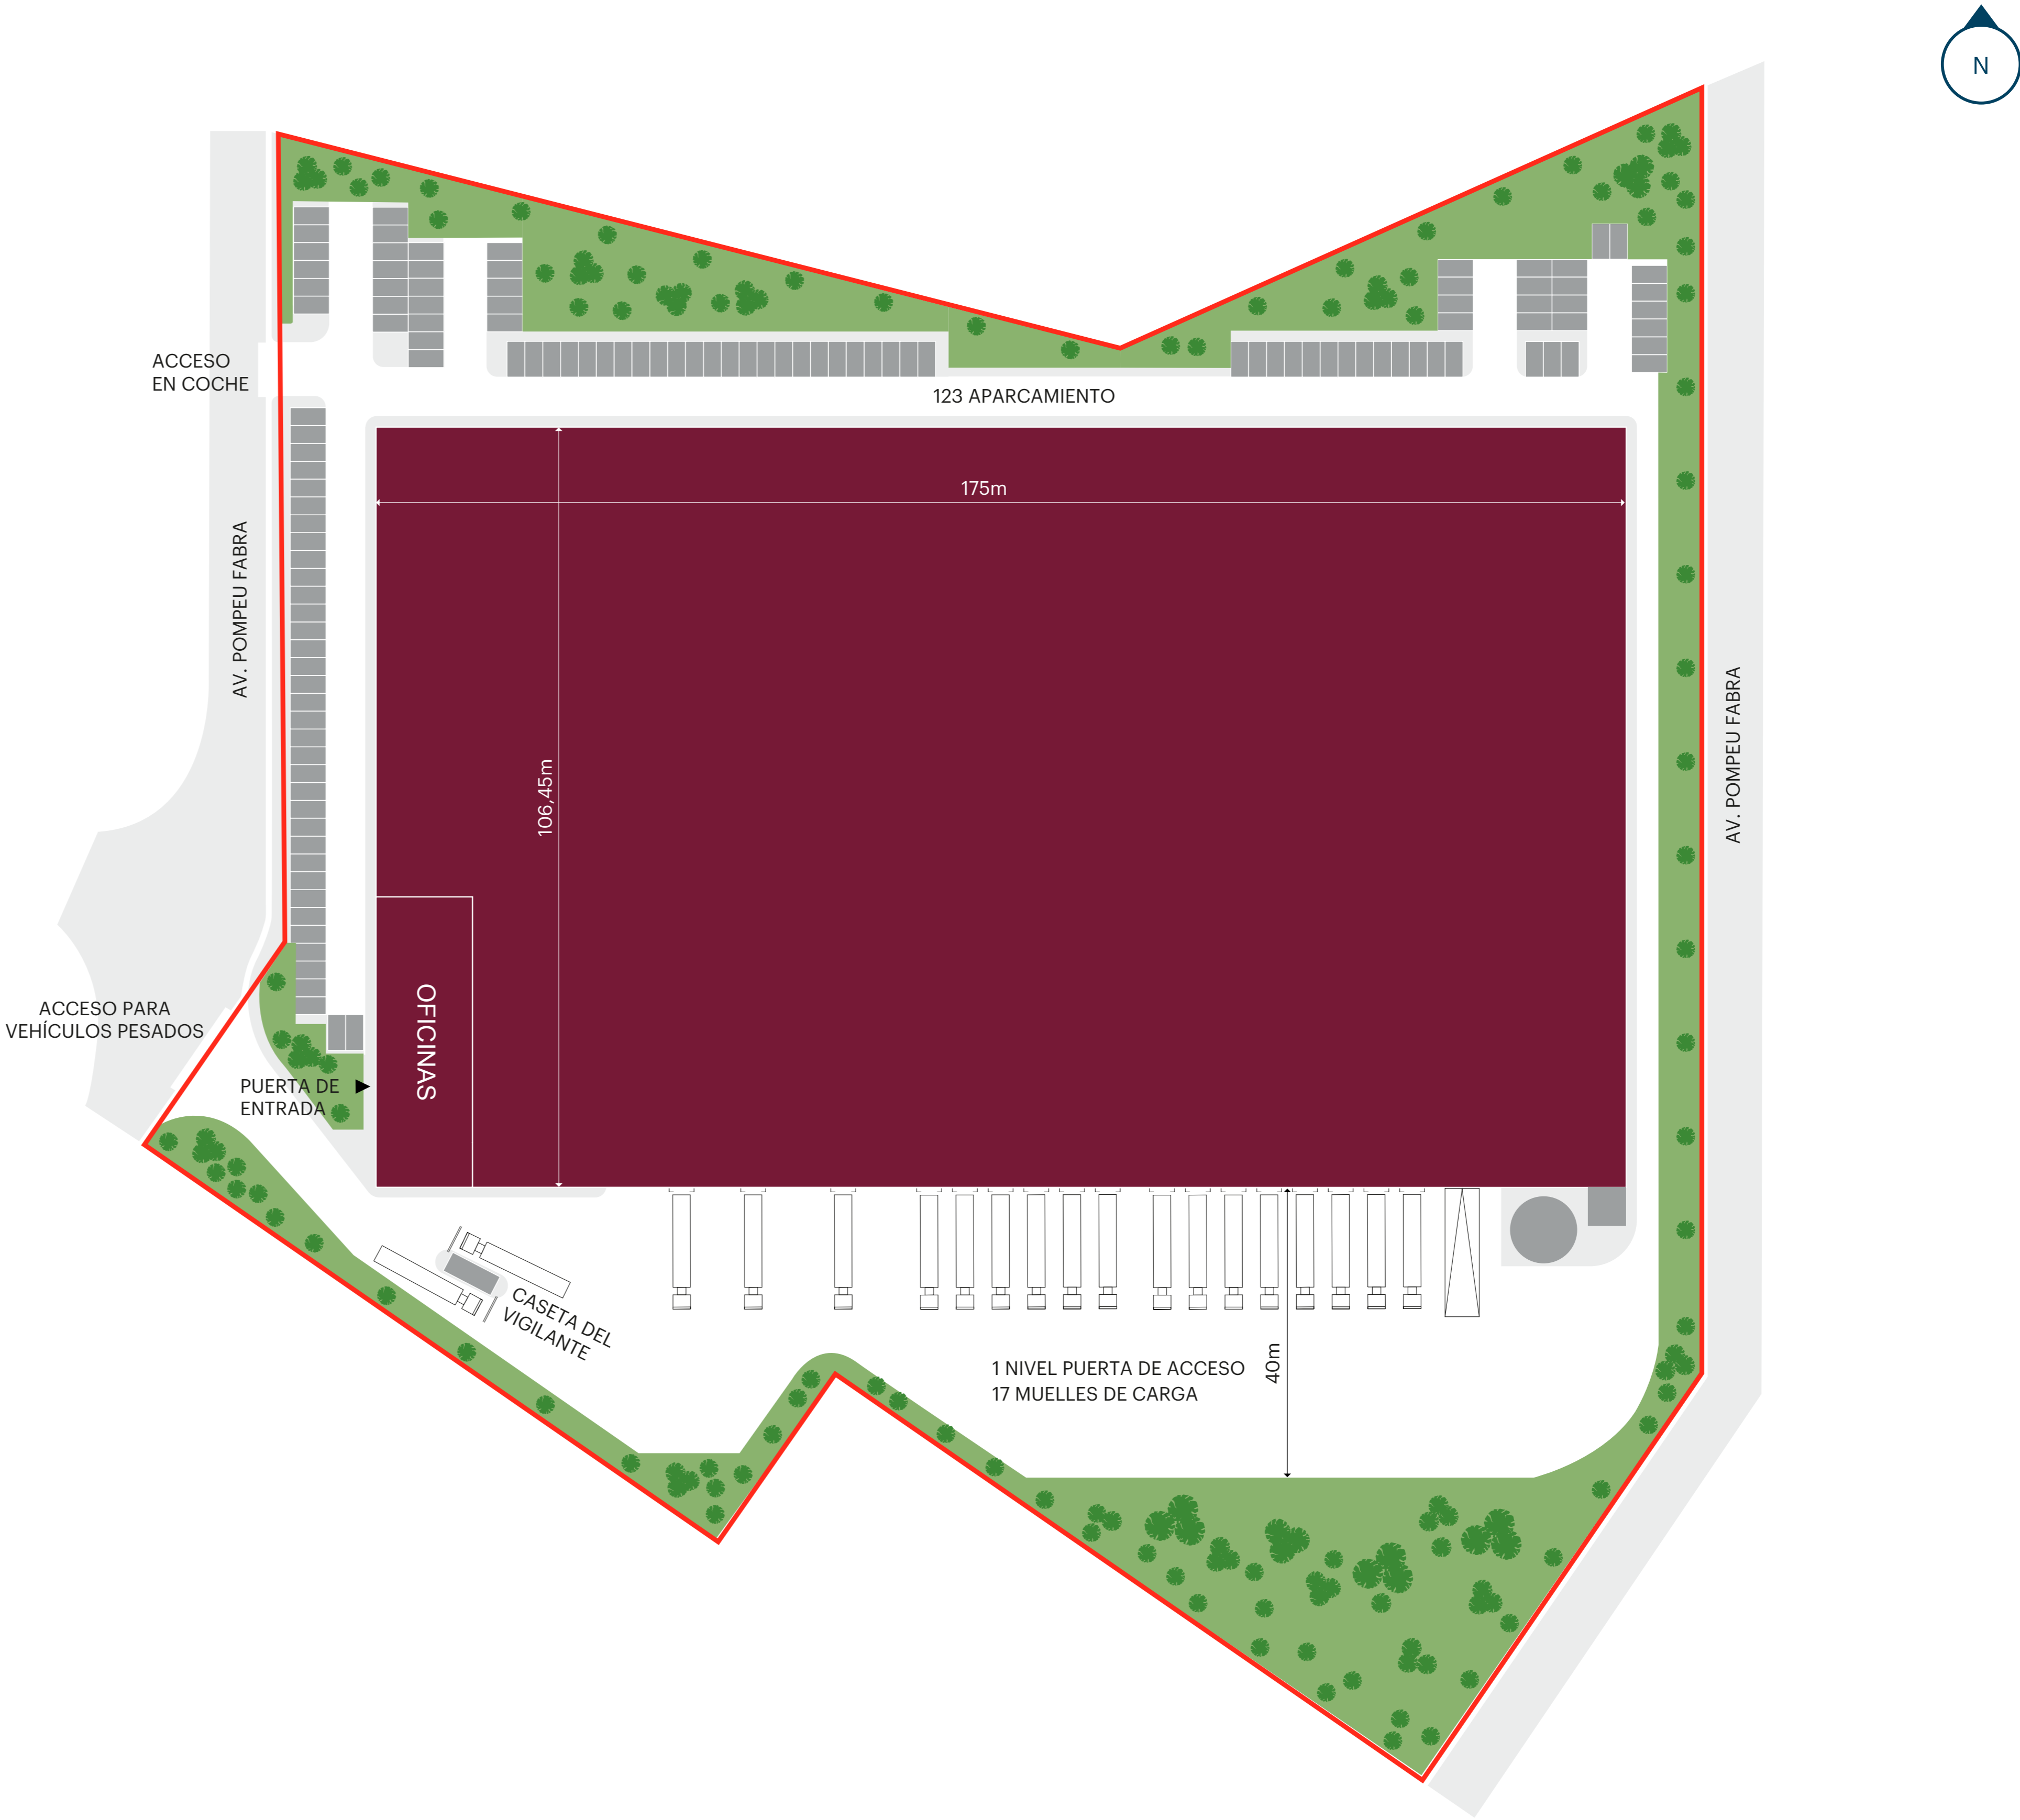 N
ACCESO
EN COCHE
123 APARCAMIENTO
175m
AV. POMPEU FABRA
AV. POMPEU FABRA
106,45m
OFICINAS
ACCESO PARA
VEHÍCULOS PESADOS
PUERTA DE
ENTRADA
CASETA DEL
VIGILANTE
1 NIVEL PUERTA DE ACCESO
17 MUELLES DE CARGA
40m